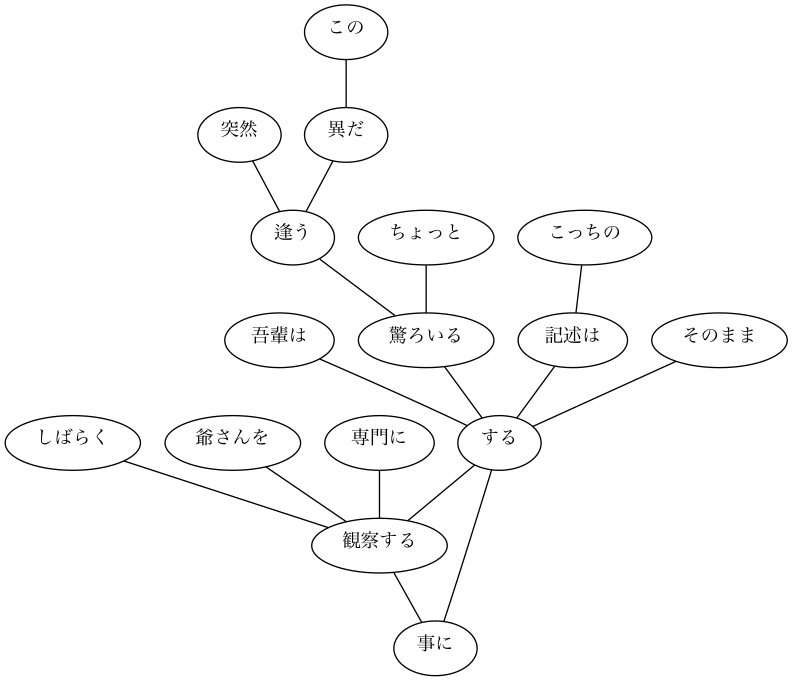 この
突然
異だ
逢う
ちょっと
こっちの
吾輩は
驚ろいる
記述は
そのまま
しばらく
爺さんを
専門に
する
観察する
事に